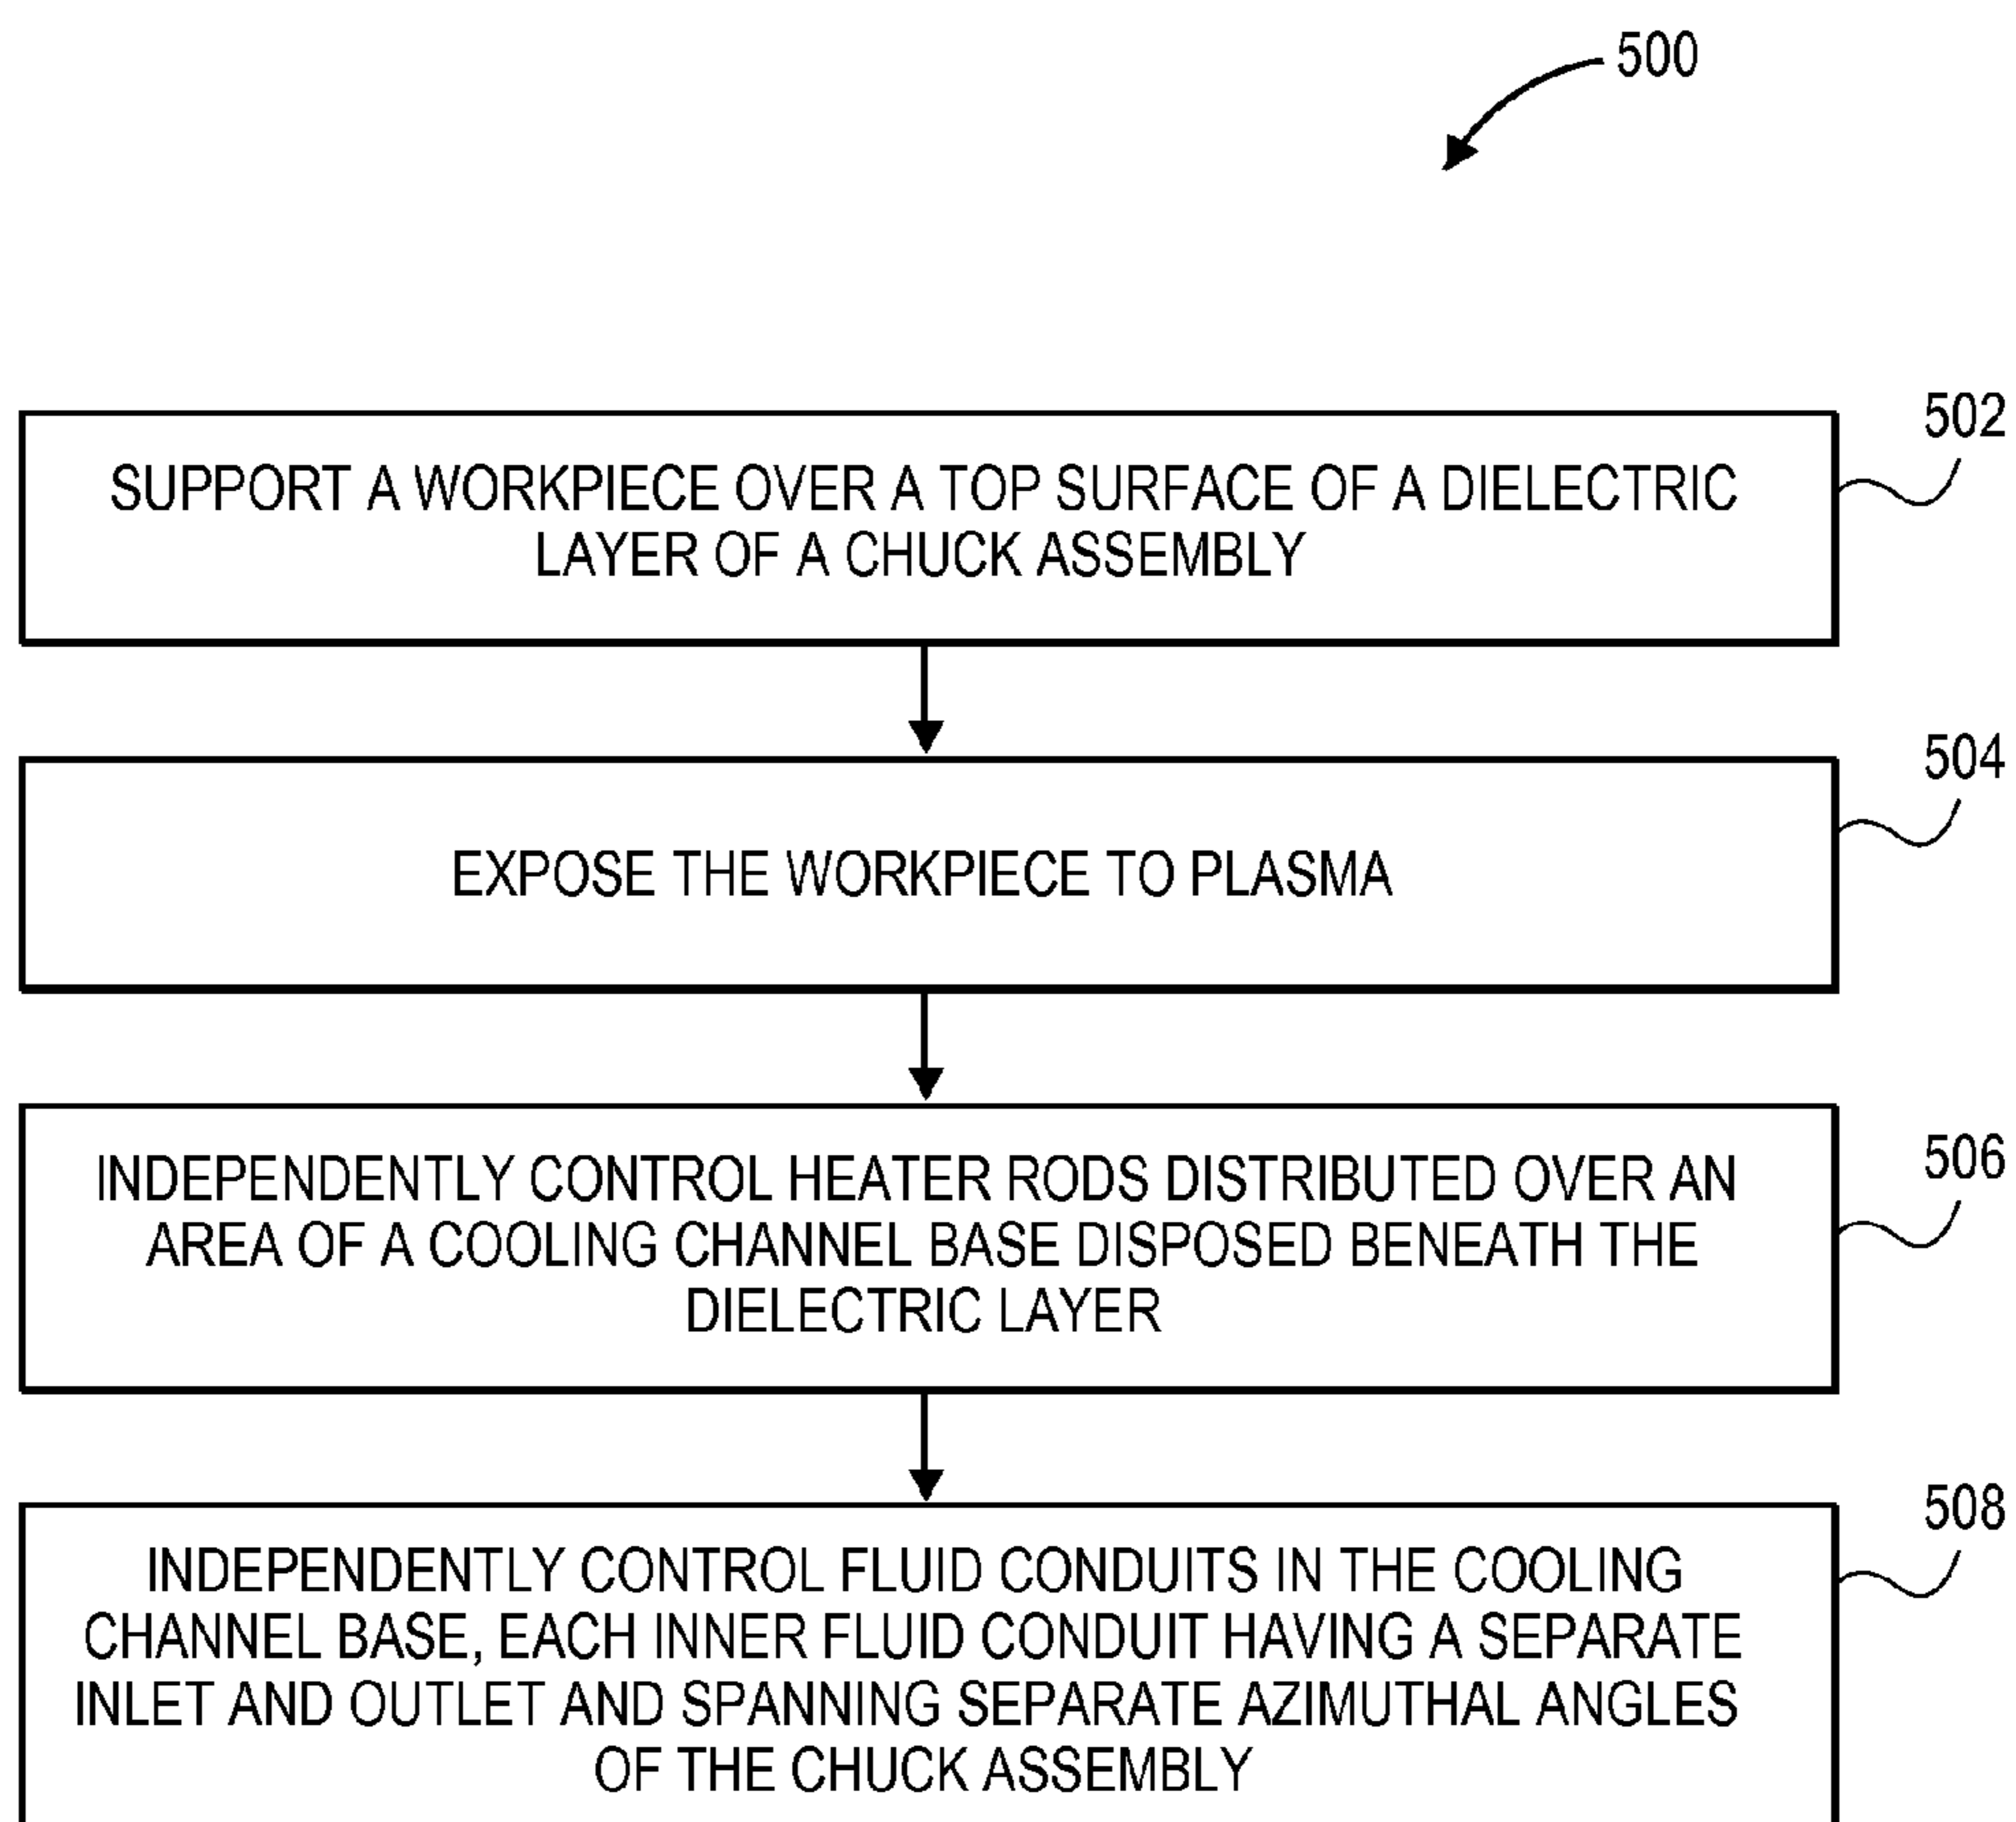 500
502
SUPPORT A WORKPIECE OVER A TOP SURFACE OF A DIELECTRIC
LAYER OF A CHUCK ASSEMBLY
504
EXPOSE THE WORKPIECE TO PLASMA
506
INDEPENDENTLY CONTROL HEATER RODS DISTRIBUTED OVER AN
AREA OF A COOLING CHANNEL BASE DISPOSED BENEATH THE
DIELECTRIC LAYER
508
INDEPENDENTLY CONTROL FLUID CONDUITS IN THE COOLING
CHANNEL BASE, EACH INNER FLUID CONDUIT HAVING A SEPARATE
INLET AND OUTLET AND SPANNING SEPARATE AZIMUTHAL ANGLES
OF THE CHUCK ASSEMBLY